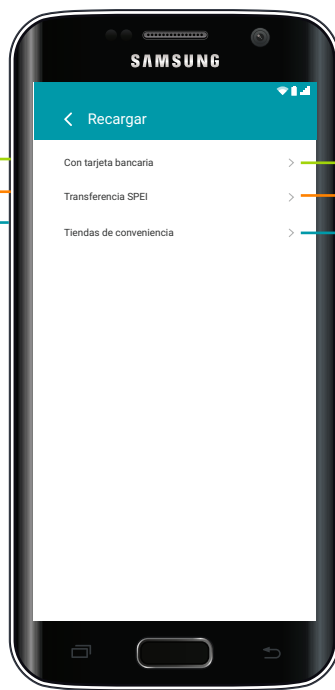 SAMSUNG
Recargar
Con tarjeta bancaria
Transferencia SPEI
Tiendas de conveniencia